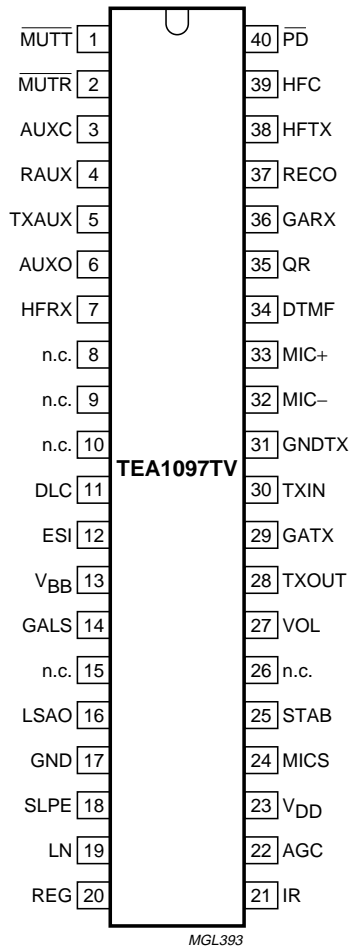 MUTT 1 40 PD
MUTR 2 39 HFC
AUXC 3 38 HFTX
RAUX 4 37 RECO
TXAUX 5 36 GARX
AUXO 6 35 QR
HFRX 7 34 DTMF
n.c. 8 33 MIC+
n.c. 9 32 MIC−
n.c. 10 31 GNDTX
TEA1097TV
DLC 11 30 TXIN
ESI 12 29 GATX
VBB 13 28 TXOUT
GALS 14 27 VOL
n.c. 15 26 n.c.
LSAO 16 25 STAB
GND 17 24 MICS
SLPE 18 23 VDD
LN 19 22 AGC
REG 20 21 IR
MGL393